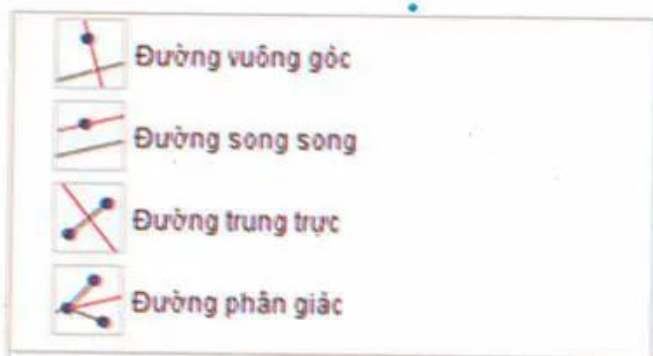 Đường vuông góc
Đường song song
Đường trung trực
Đường phân giác